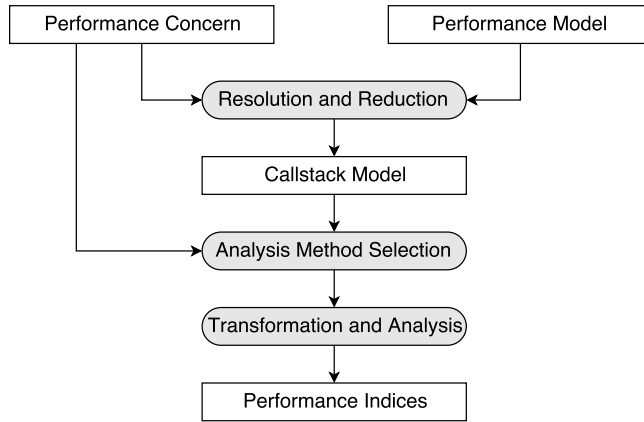 Performance Concern
Performance Model
Resolution and Reduction
Callstack Model
Analysis Method Selection
Transformation and Analysis
Performance Indices